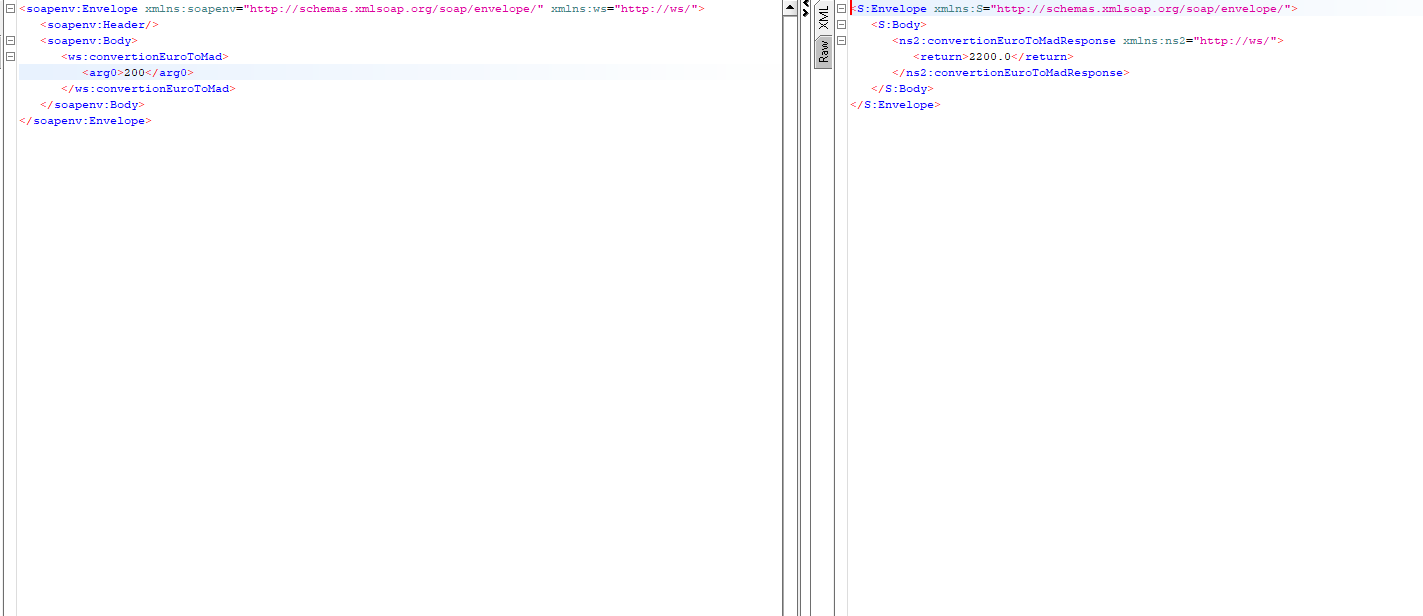 <soapenv:Envelope xmlns:soapenv="http://schemas.xmlsoap.org/soap/envelope/" xmlns:ws="http://ws/">
<soapenv:Header/>
<soapenv:Body>
<ws:convertionEuroToMad>
<arg0>200</arg0>
</ws:convertionEuroToMad>
</soapenv:Body>
</soapenv:Envelope>
XML
Raw
<S:Envelope xmlns:S="http://schemas.xmlsoap.org/soap/envelope/">
<S:Body>
<ns2:convertionEuroToMadResponse xmlns:ns2="http://ws/">
<return>2200.0</return>
</ns2:convertionEuroToMadResponse>
</S:Body>
</S:Envelope>